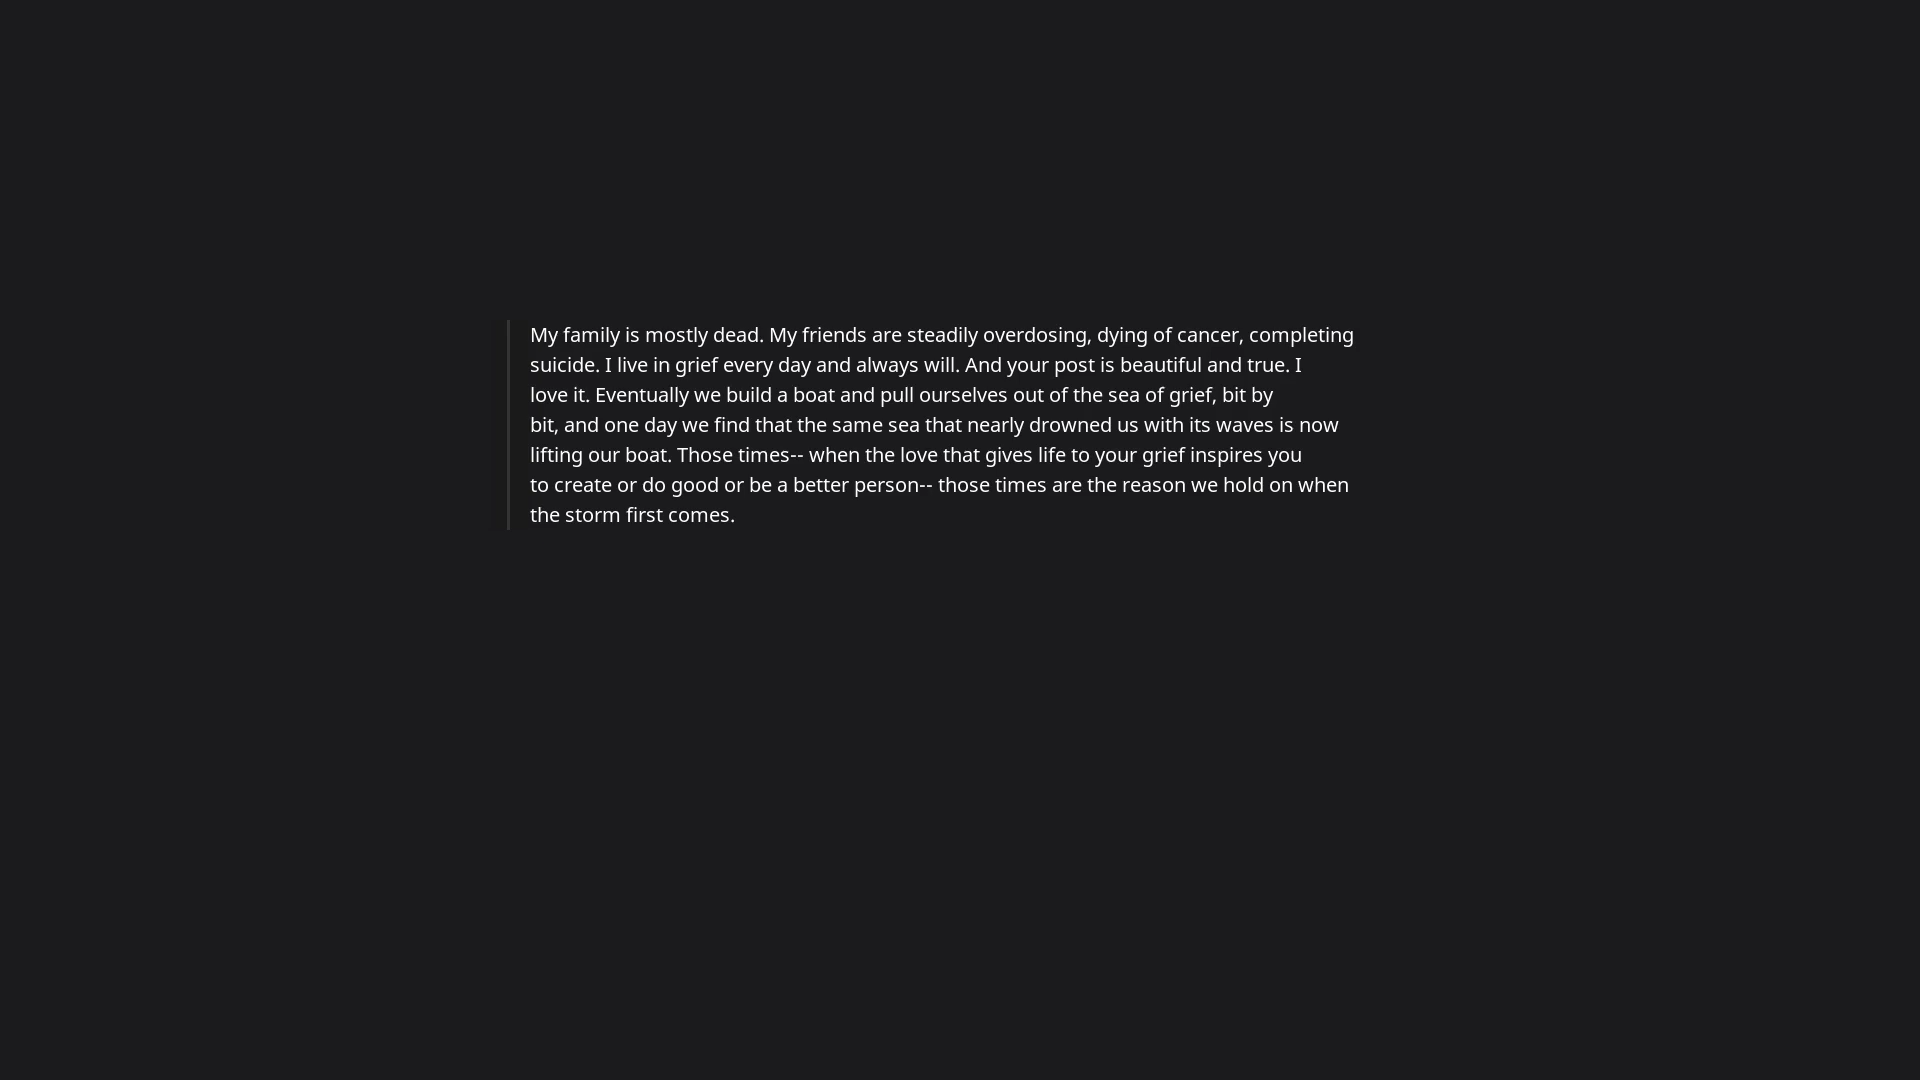 My family is mostly dead. My friends are steadily overdosing, dying of cancer, completing
suicide. I live in grief every day and always will. And your post is beautiful and true. I
love it. Eventually we build a boat and pull ourselves out of the sea of grief, bit by
bit, and one day we find that the same sea that nearly drowned us with its waves is now
lifting our boat. Those times-- when the love that gives life to your grief inspires you
to create or do good or be a better person-- those times are the reason we hold on when
the storm first comes.